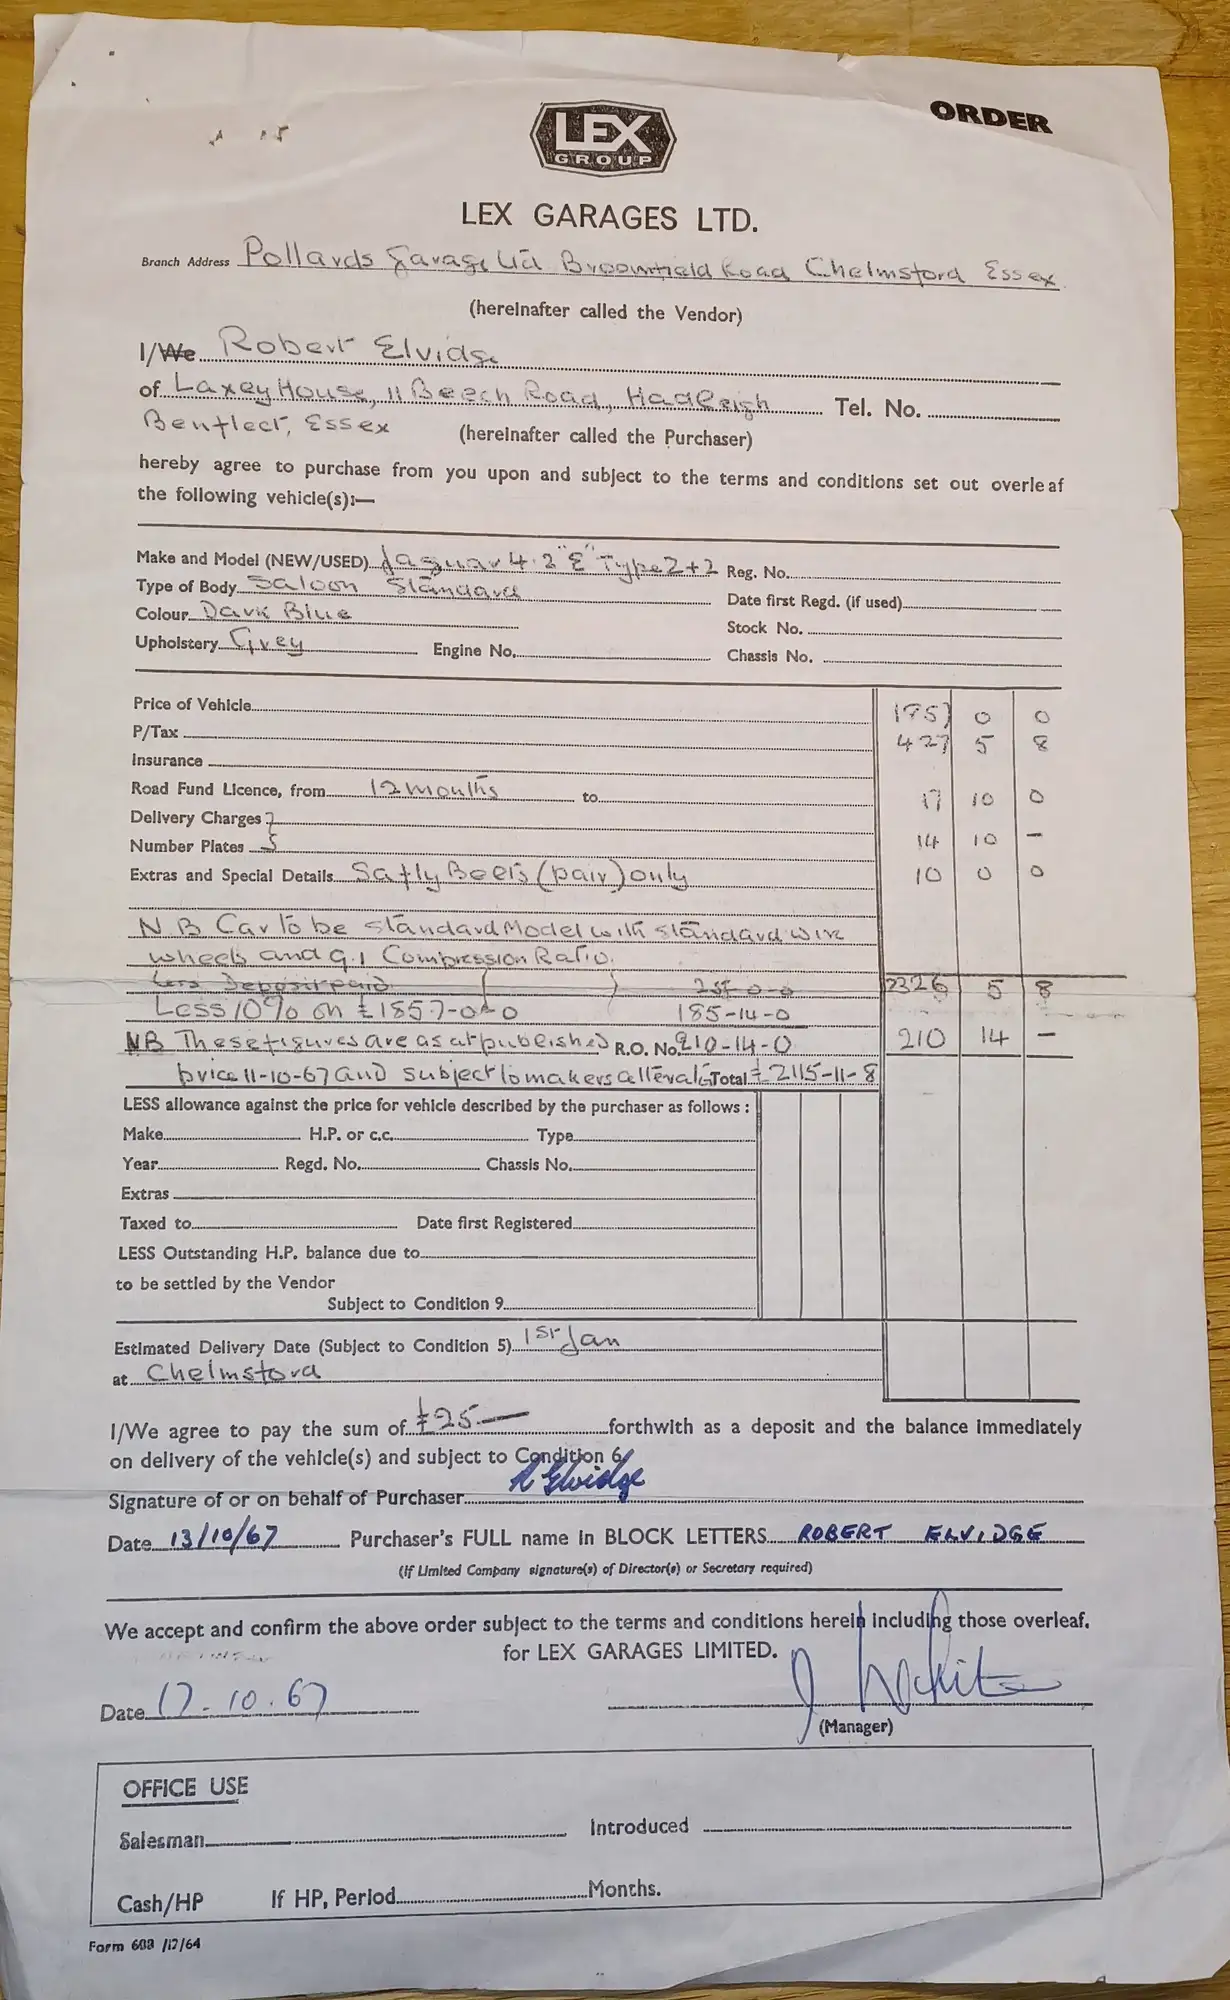 ORDER
LEX
GROUP
LEX GARAGES LTD.
Branch Address Pollards Garage Ltd Broomfield Road Chelmsford Essex.
(hereinafter called the Vendor)
I/We Robert Elvidge
of Laxey House, 11 Beech Road, Hadleigh Tel. No.
Benfleet, Essex (hereinafter called the Purchaser)
hereby agree to purchase from you upon and subject to the terms and conditions set out overleaf
the following vehicle(s):—
Make and Model (NEW/USED) Jaguar 4.2 "E" Type 2+2 Reg. No.
Type of Body Saloon Standard Date first Regd. (if used)
Colour Dark Blue Stock No.
Upholstery Grey Engine No. Chassis No.
Price of Vehicle 1857 0 0
P/Tax 427 5 8
Insurance
Road Fund Licence, from 12 months to 17 10 0
Delivery Charges }
Number Plates } 14 10 —
Extras and Special Details Safty Beets (pair) only 10 0 0
N.B Car to be standard Model with standard wire
wheels and 9.1 Compression Ratio.
Less Deposit paid 25-0-0 2326 5 8
Less 10% on £1857-0-0 185-14-0
NB These figures are as at published R.O. No. 210-14-0 210 14 —
price 11-10-67 and subject to makers Total £2115-11-8
LESS allowance against the price for vehicle described by the purchaser as follows :
Make H.P. or c.c. Type
Year Regd. No. Chassis No.
Extras
Taxed to Date first Registered
LESS Outstanding H.P. balance due to
to be settled by the Vendor
Subject to Condition 9
Estimated Delivery Date (Subject to Condition 5) 1st Jan
at Chelmsford
I/We agree to pay the sum of £25.— forthwith as a deposit and the balance immediately
on delivery of the vehicle(s) and subject to Condition 6.
Signature of or on behalf of Purchaser R Elvidge
Date 13/10/67 Purchaser's FULL name in BLOCK LETTERS ROBERT ELVIDGE
(If Limited Company signature(s) of Director(s) or Secretary required)
We accept and confirm the above order subject to the terms and conditions herein including those overleaf.
for LEX GARAGES LIMITED.
Date 17.10.67
(Manager)
OFFICE USE
Salesman Introduced
Cash/HP If HP, Period Months.
Form 603 /12/64